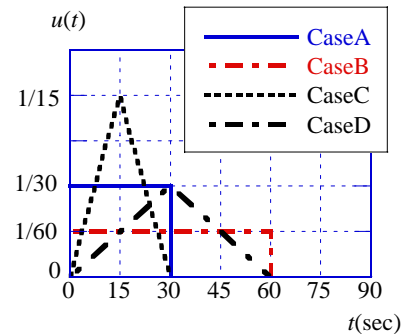 u(t)
CaseA
CaseB
CaseC
CaseD
1/15
1/30
1/60
0
0 15 30 45 60 75 90
t(sec)